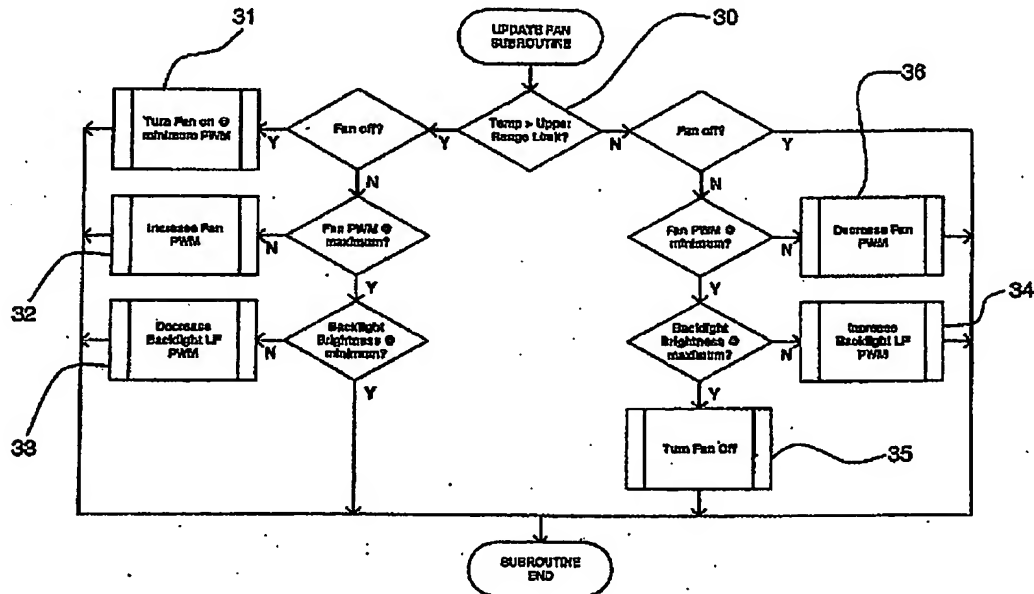 31
30
UPDATE FAN
SUBROUTINE
36
Turn Fan on @
minimum PWM
Y
Fan off?
Y
Temp > Upper
Range Limit?
N
Fan off?
Y
N
N
Increase Fan
PWM
N
Fan PWM @
maximum?
Fan PWM @
minimum?
N
Decrease Fan
PWM
32
Y
Y
34
Decrease
Backlight LF
PWM
N
Backlight
Brightness @
minimum?
Backlight
Brightness @
maximum?
N
Increase
Backlight LF
PWM
Y
Y
33
Turn Fan Off
35
SUBROUTINE
END